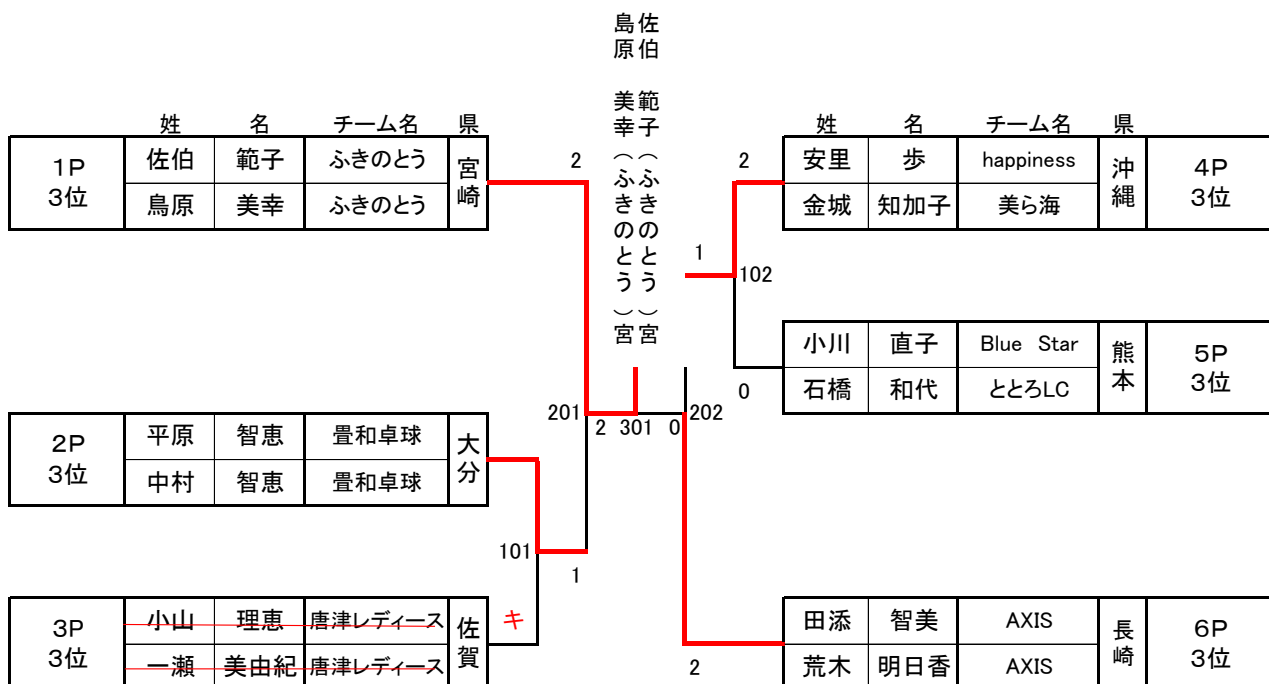 佐伯　範子（ふきのとう）宮
島原　美幸（ふきのとう）宮
姓 名 チーム名 県
1P 3位 佐伯 範子 ふきのとう 宮崎
鳥原 美幸 ふきのとう
2
2P 3位 平原 智恵 畳和卓球 大分
中村 智恵 畳和卓球
201
101
1
3P 3位 小山 理恵 唐津レディース 佐賀 キ
一瀬 美由紀 唐津レディース
2 301 0
姓 名 チーム名 県
2
安里 歩 happiness 沖縄 4P 3位
金城 知加子 美ら海
1
102
小川 直子 Blue Star 熊本 5P 3位
石橋 和代 ととろLC
0
202
田添 智美 AXIS 長崎 6P 3位
荒木 明日香 AXIS
2